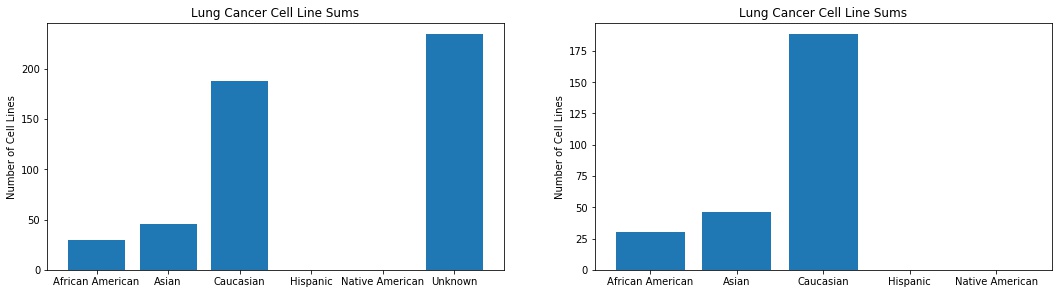 Lung Cancer Cell Line Sums
Number of Cell Lines
200
150
100
50
0
African American Asian Caucasian Hispanic Native American Unknown
Lung Cancer Cell Line Sums
Number of Cell Lines
175
150
125
100
75
50
25
0
African American Asian Caucasian Hispanic Native American